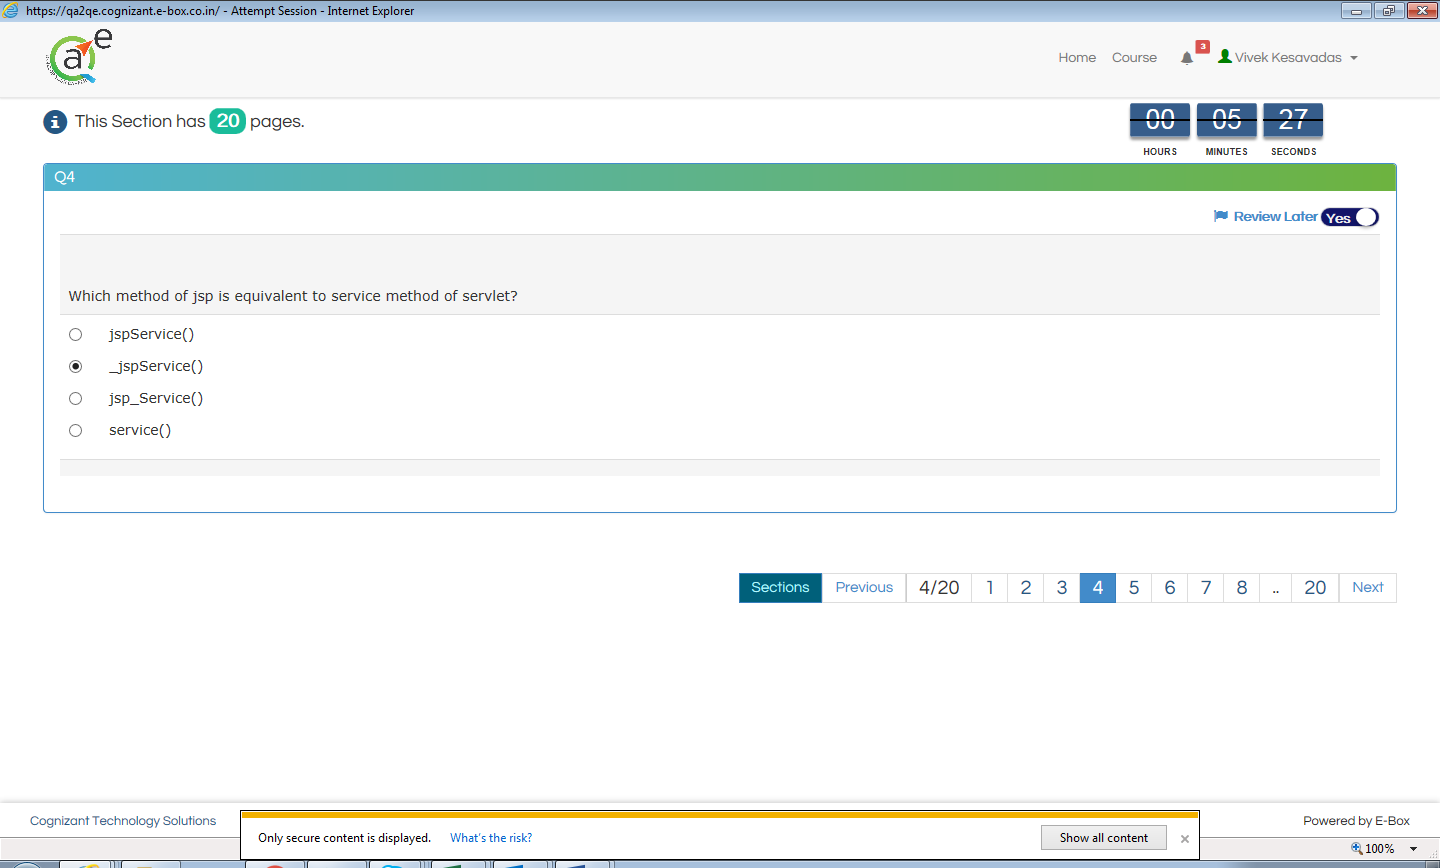 https://qa2qe.cognizant.e-box.co.in/ - Attempt Session - Internet Explorer
a e
Home Course 3 Vivek Kesavadas
i This Section has 20 pages.
00 05 27
HOURS MINUTES SECONDS
Q4
Review Later Yes
Which method of jsp is equivalent to service method of servlet?
jspService()
_jspService()
jsp_Service()
service()
Sections Previous 4/20 1 2 3 4 5 6 7 8 .. 20 Next
Cognizant Technology Solutions
Powered by E-Box
Only secure content is displayed. What's the risk? Show all content ×
100%